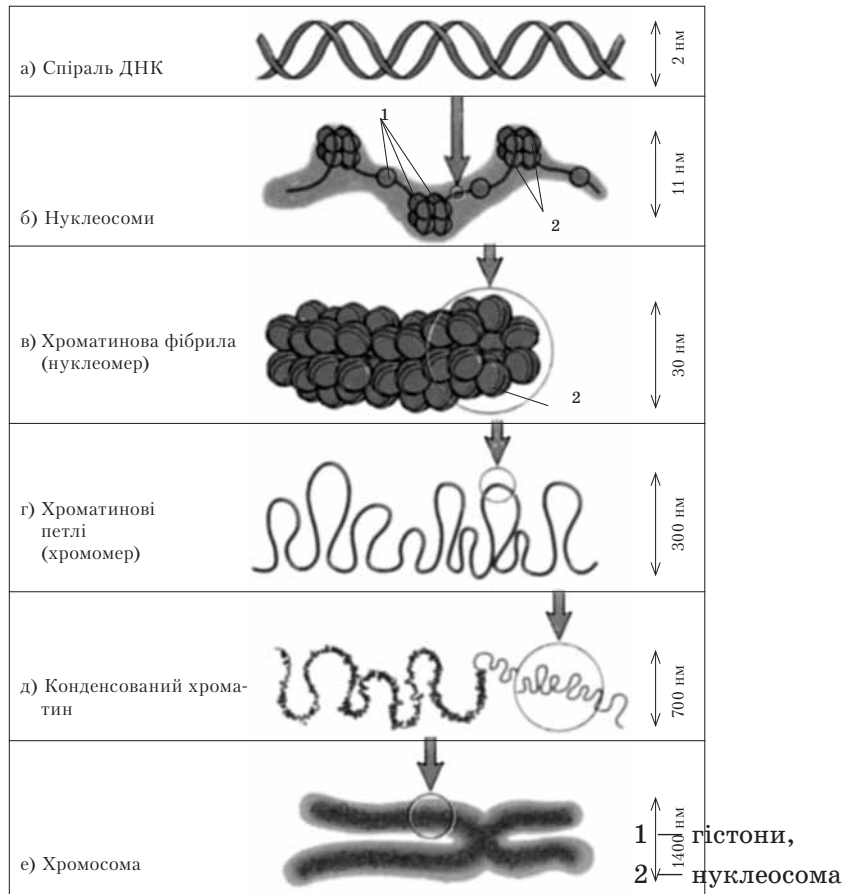 а) Спіраль ДНК
2 нм
1
б) Нуклеосоми
2
11 нм
в) Хроматинова фібрила
(нуклеомер)
2
30 нм
г) Хроматинові
петлі
(хромомер)
300 нм
д) Конденсований хрома-
тин
700 нм
е) Хромосома
1400 нм
1 — гістони,
2 — нуклеосома